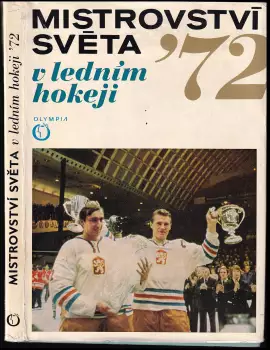 MISTROVSTVÍ
SVĚTA '72
v ledním
hokeji
OLYMPIA
MISTROVSTVÍ SVĚTA v ledním hokeji '72